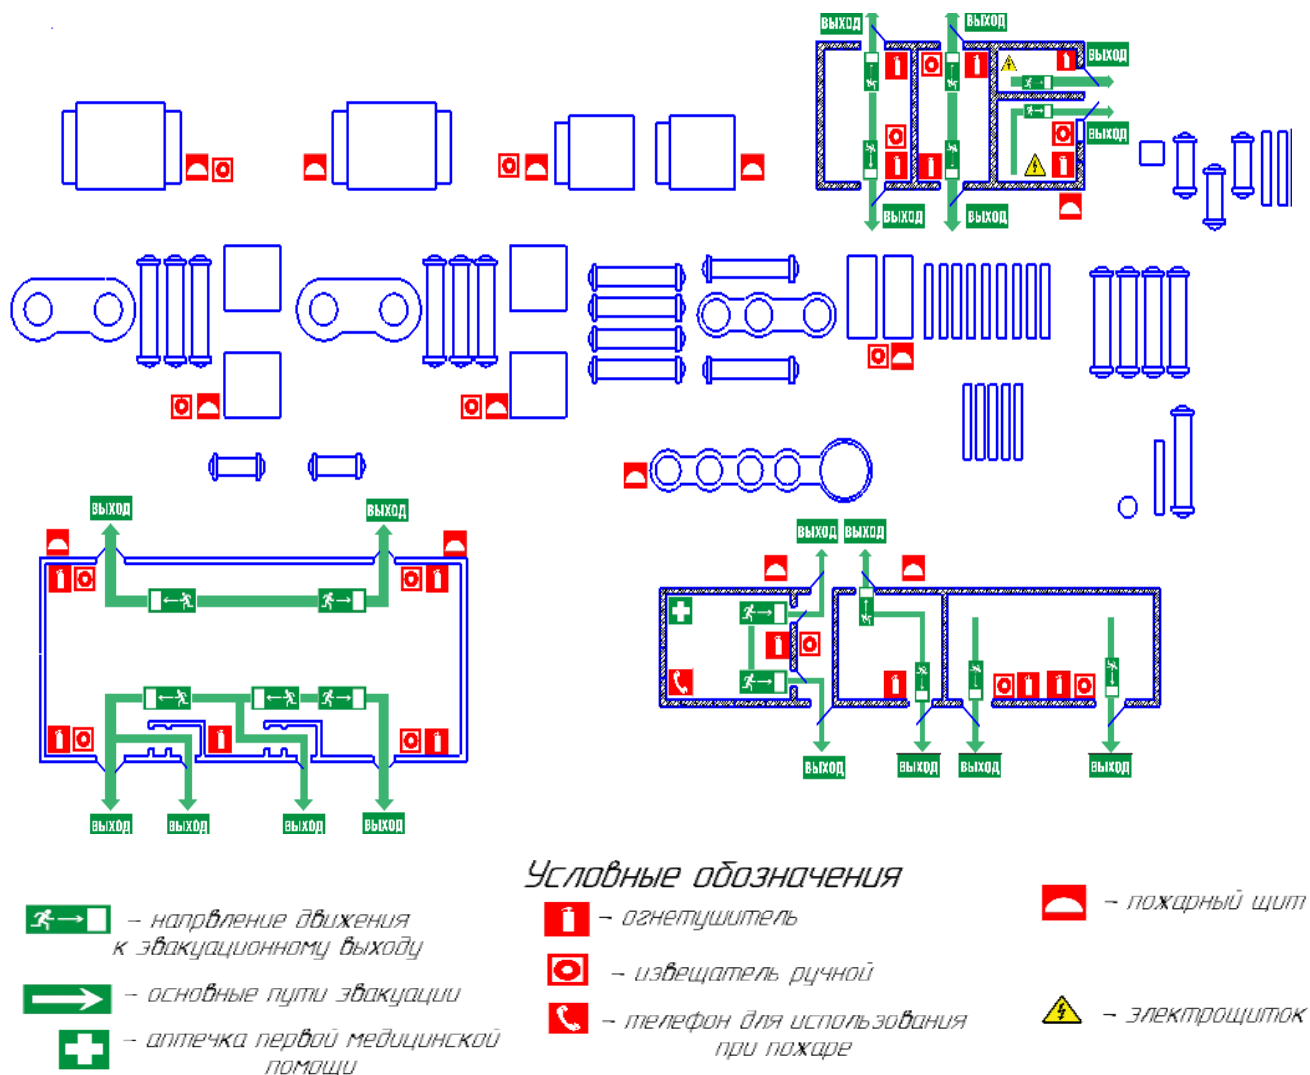 ВЫХОД ВЫХОД
ВЫХОД
ВЫХОД
ВЫХОД ВЫХОД
ВЫХОД ВЫХОД
ВЫХОД ВЫХОД
ВЫХОД ВЫХОД ВЫХОД ВЫХОД
ВЫХОД ВЫХОД ВЫХОД ВЫХОД
Условные обозначения
- напрвление движения
к эвакуационному выходу
- основные пути эвакуации
- аптечка первой медицинской
помощи
- огнетушитель
- извещатель ручной
- телефон для использования
при пожаре
- пожарный щит
- электрощиток